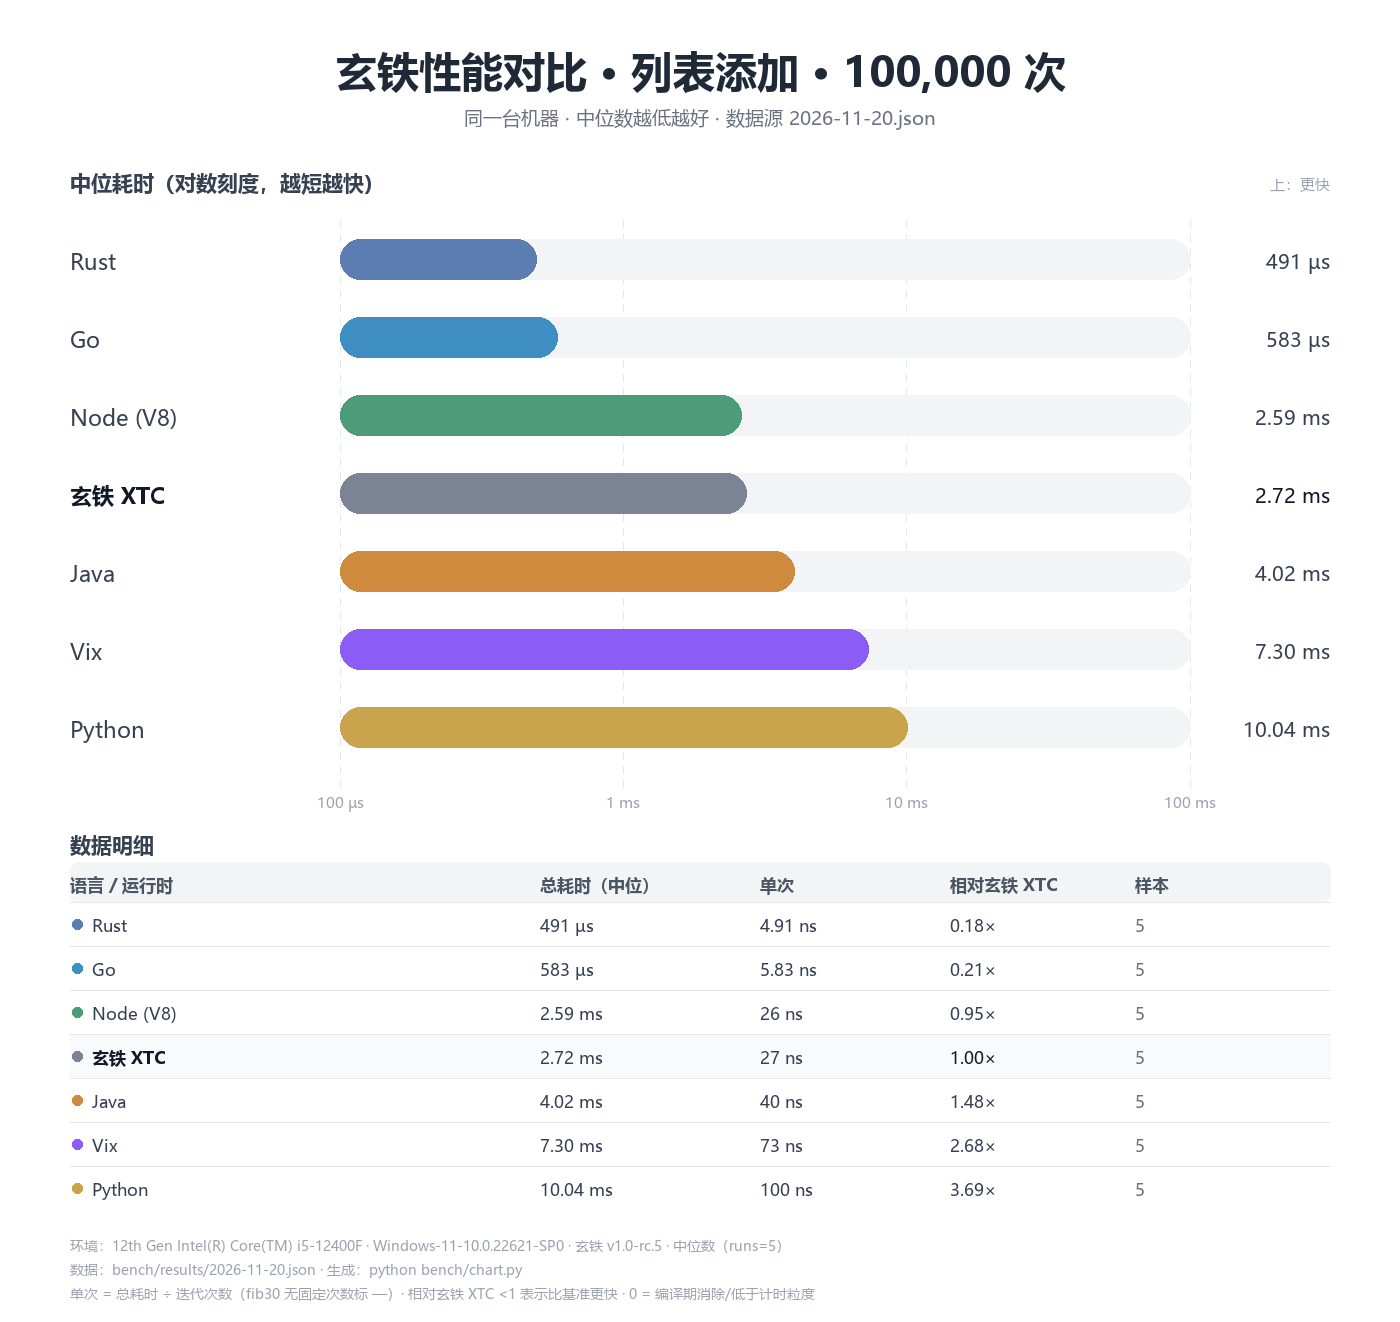 玄铁性能对比 • 列表添加 • 100,000 次
同一台机器 · 中位数越低越好 · 数据源 2026-11-20.json
中位耗时（对数刻度，越短越快） 上：更快
Rust 491 µs
Go 583 µs
Node (V8) 2.59 ms
玄铁 XTC 2.72 ms
Java 4.02 ms
Vix 7.30 ms
Python 10.04 ms
100 µs 1 ms 10 ms 100 ms
数据明细
语言 / 运行时 总耗时（中位） 单次 相对玄铁 XTC 样本
Rust 491 µs 4.91 ns 0.18× 5
Go 583 µs 5.83 ns 0.21× 5
Node (V8) 2.59 ms 26 ns 0.95× 5
玄铁 XTC 2.72 ms 27 ns 1.00× 5
Java 4.02 ms 40 ns 1.48× 5
Vix 7.30 ms 73 ns 2.68× 5
Python 10.04 ms 100 ns 3.69× 5
环境：12th Gen Intel(R) Core(TM) i5-12400F · Windows-11-10.0.22621-SP0 · 玄铁 v1.0-rc.5 · 中位数（runs=5）
数据：bench/results/2026-11-20.json · 生成：python bench/chart.py
单次 = 总耗时 ÷ 迭代次数（fib30 无固定次数标 —）· 相对玄铁 XTC <1 表示比基准更快 · 0 = 编译期消除/低于计时粒度